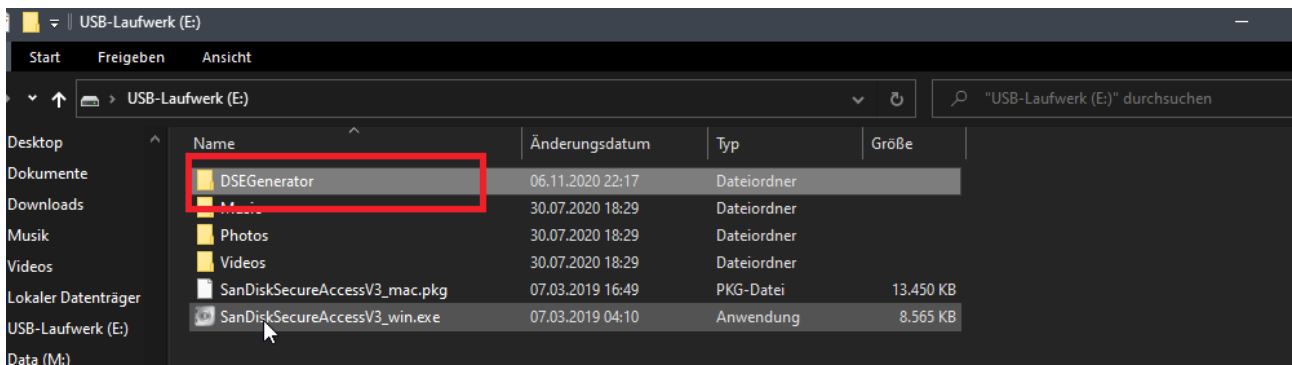 USB-Laufwerk (E:)
Start Freigeben Ansicht
USB-Laufwerk (E:) "USB-Laufwerk (E:)" durchsuchen
Desktop Name Änderungsdatum Typ Größe
Dokumente DSEGenerator 06.11.2020 22:17 Dateiordner
Downloads 30.07.2020 18:29 Dateiordner
Musik Photos 30.07.2020 18:29 Dateiordner
Videos Videos 30.07.2020 18:29 Dateiordner
Lokaler Datenträger SanDiskSecureAccessV3_mac.pkg 07.03.2019 16:49 PKG-Datei 13.450 KB
USB-Laufwerk (E:) SanDiskSecureAccessV3_win.exe 07.03.2019 04:10 Anwendung 8.565 KB
Data (M:)